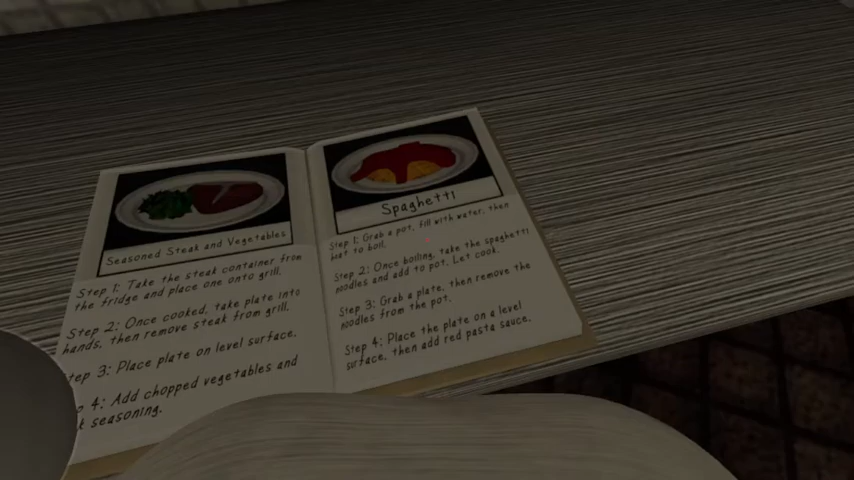 Seasoned Steak and Vegetables
Step 1: Take the steak container from
the fridge and place one onto grill.
Step 2: Once cooked, take plate into
hands, then remove steak from grill.
Step 3: Place plate on level surface.
4: Add chopped vegetables and
seasoning.
Spaghetti
Step 1: Grab a pot, fill with water, then
heat to boil.
Step 2: Once boiling, take the spaghetti
noodles and add to pot. Let cook.
Step 3: Grab a plate, then remove the
noodles from the pot.
Step 4: Place the plate on a level
surface, then add red pasta sauce.